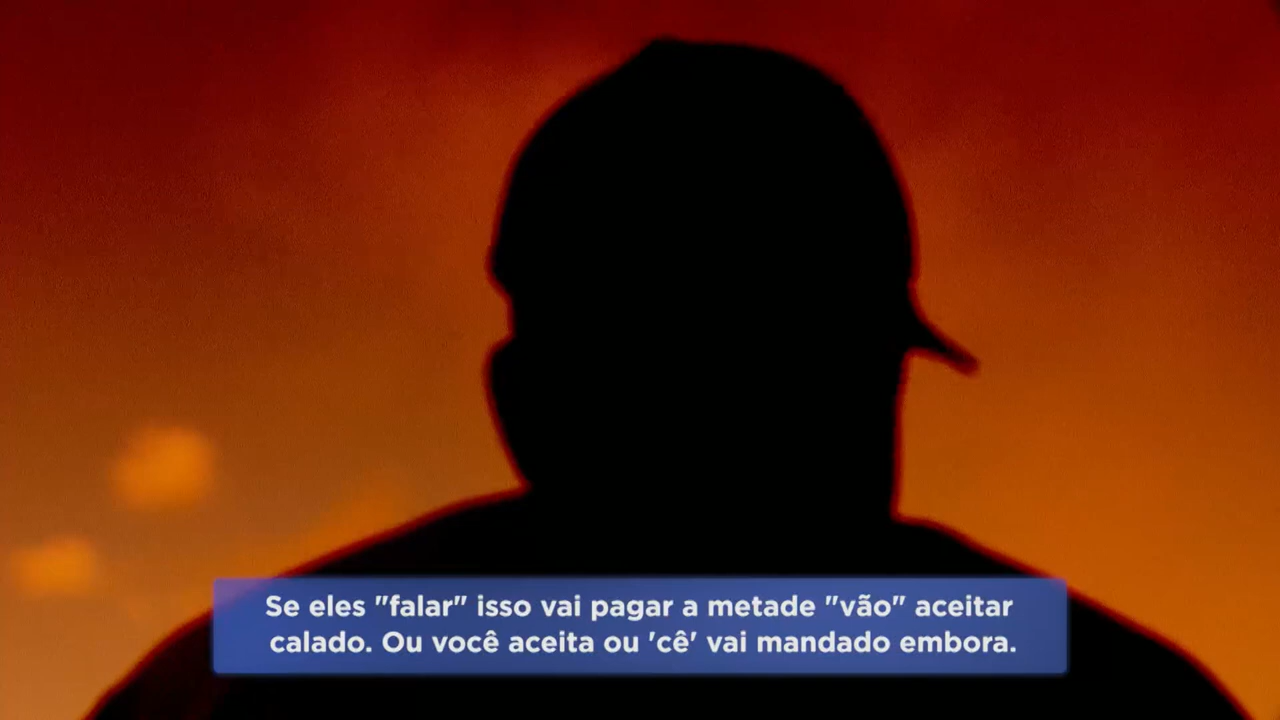 Se eles "falar" isso vai pagar a metade "vão" aceitar
calado. Ou você aceita ou 'cê' vai mandado embora.